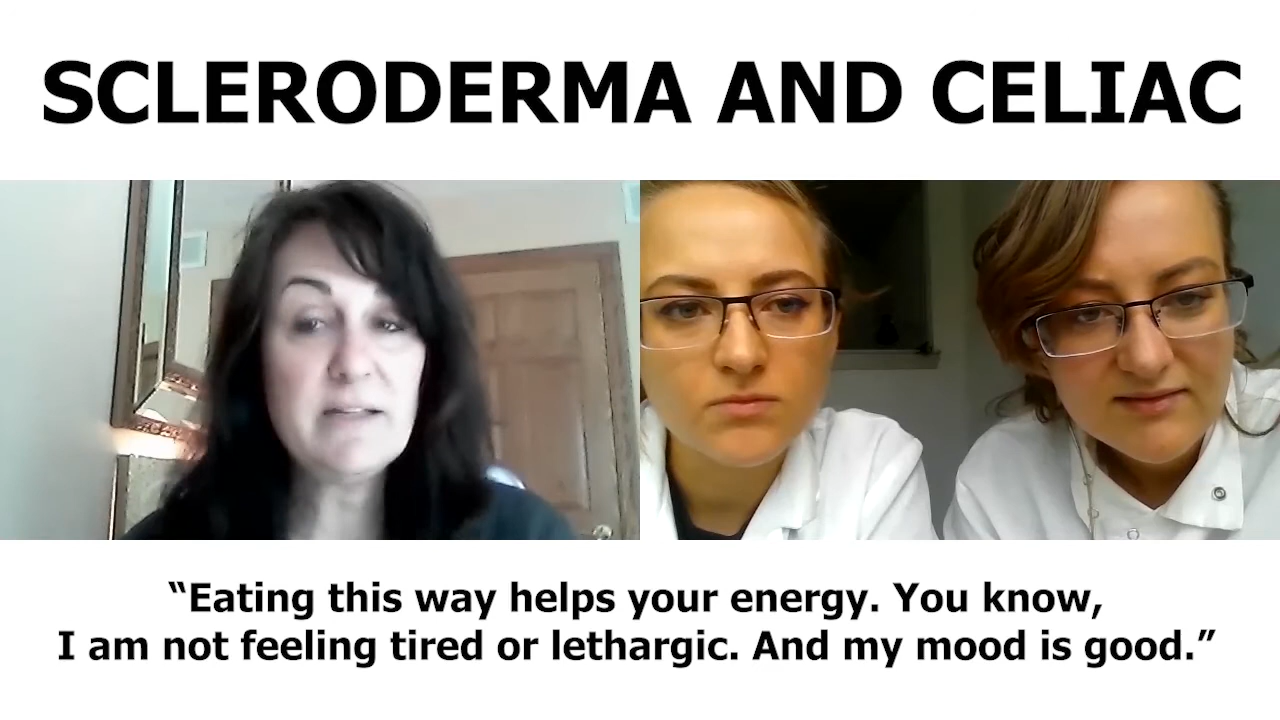 SCLERODERMA AND CELIAC
“Eating this way helps your energy. You know,
I am not feeling tired or lethargic. And my mood is good.”